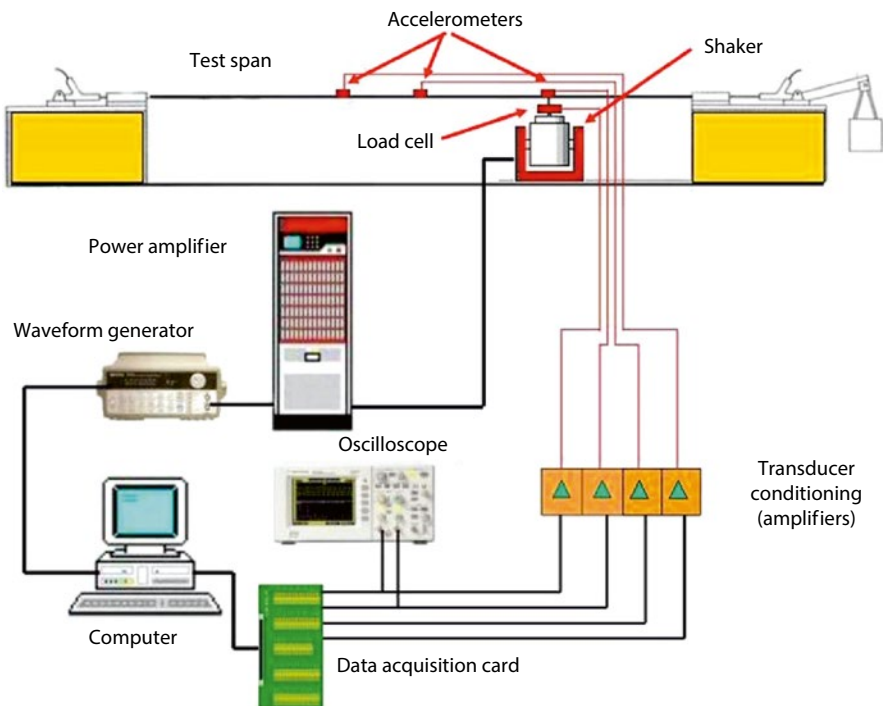 Accelerometers
Test span
Shaker
Load cell
Power amplifier
Waveform generator
Oscilloscope
Transducer
conditioning
(amplifiers)
Computer
Data acquisition card